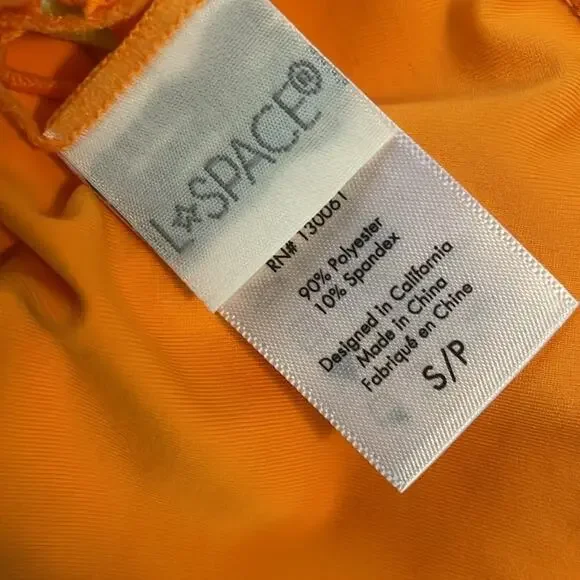 L*SPACE®
RN# 130061
90% Polyester
10% Spandex
Designed in California
Made in China
Fabriqué en Chine
S/P